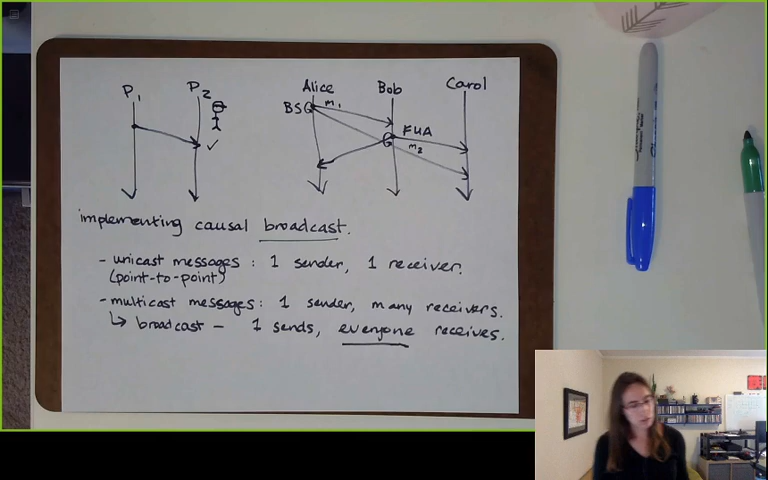 P1 P2 Alice Bob Carol
BS m1
FUA
m2
✓
implementing causal broadcast.
- unicast messages : 1 sender, 1 receiver.
(point-to-point)
- multicast messages: 1 sender, many receivers.
↳ broadcast - 1 sends, everyone receives.